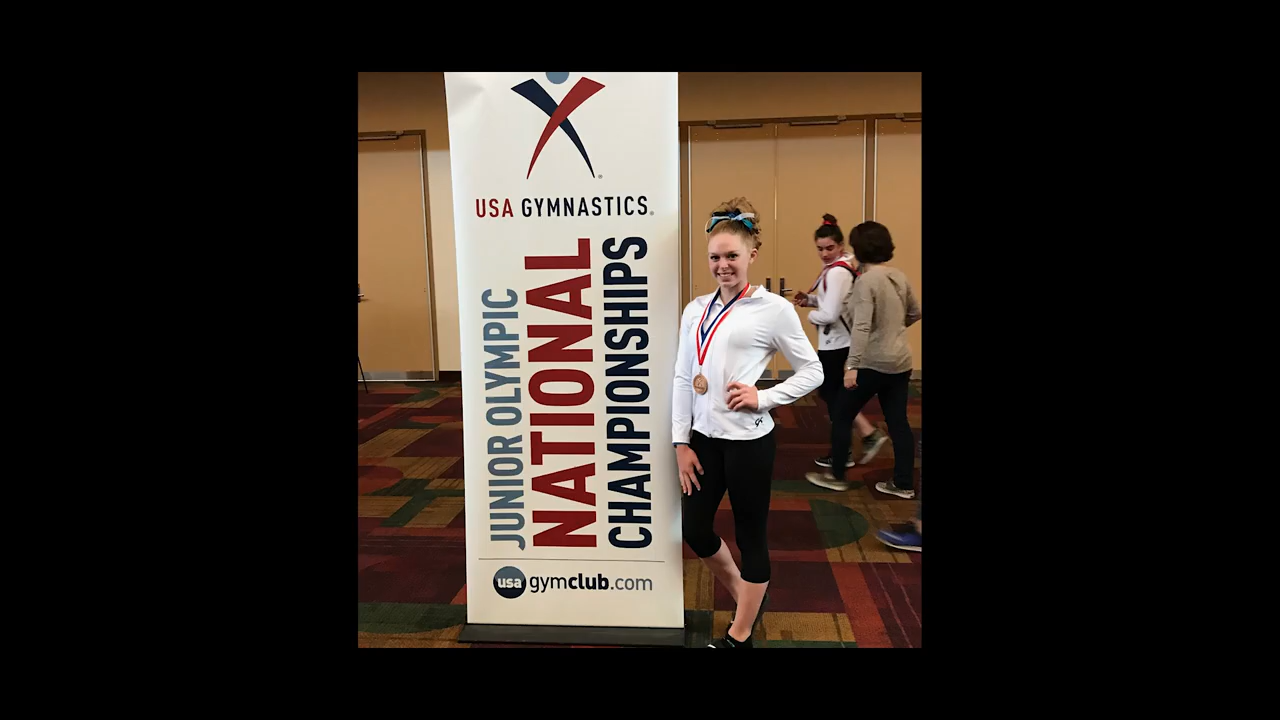 USA GYMNASTICS®
JUNIOR OLYMPIC
NATIONAL
CHAMPIONSHIPS
usa gymclub.com